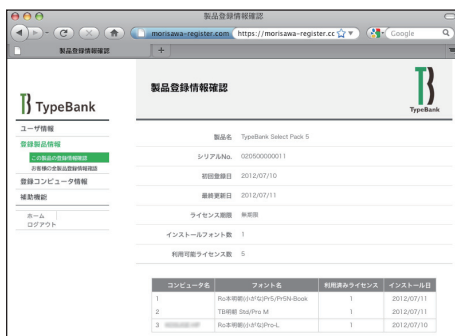 製品登録情報確認
morisawa-register.com https://morisawa-register.cc
Google
製品登録情報確認
+
TypeBank
製品登録情報確認
TypeBank
ユーザ情報
登録製品情報
この製品の登録情報確認
お客様の全製品登録情報確認
登録コンピュータ情報
補助機能
ホーム
ログアウト
製品名 TypeBank Select Pack 5
シリアルNo. 020500000011
初回登録日 2012/07/10
最終更新日 2012/07/11
ライセンス期限 無期限
インストールフォント数 1
利用可能ライセンス数 5
コンピュータ名 フォント名 利用済みライセンス インストール日
1 Ro本明朝(小がな)Pr5/Pr5N-Book 1 2012/07/11
2 TB明朝 Std/Pro M 1 2012/07/11
3 Ro本明朝(小がな)Pro-L 1 2012/07/10